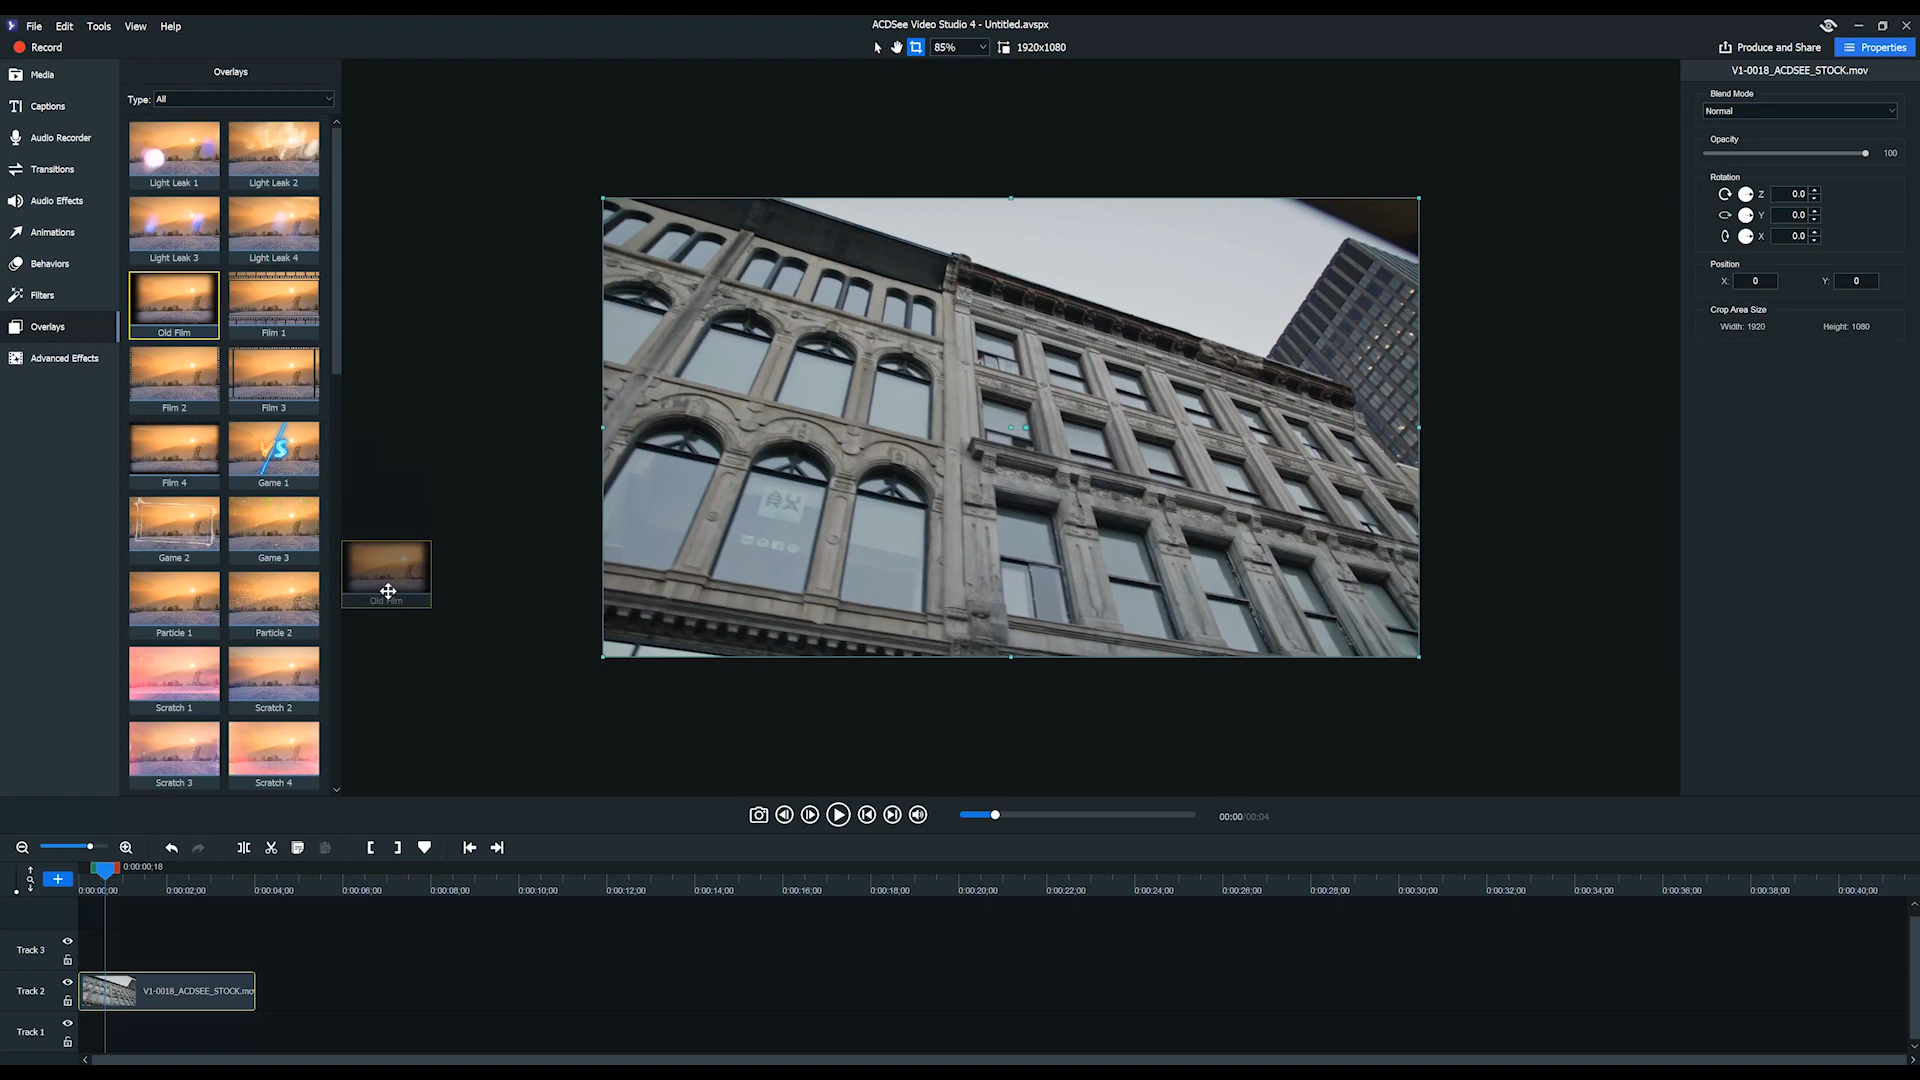 ACDSee Video Studio 4 - Untitled.avspx
File Edit Tools View Help
Record
85% 1920x1080
Produce and Share Properties
Media
Captions
Audio Recorder
Transitions
Audio Effects
Animations
Behaviors
Filters
Overlays
Advanced Effects
Overlays
Type: All
Light Leak 1 Light Leak 2
Light Leak 3 Light Leak 4
Old Film Film 1
Film 2 Film 3
Film 4 Game 1
VS
Game 2 Game 3
Particle 1 Particle 2
Scratch 1 Scratch 2
Scratch 3 Scratch 4
Old Film
V1-0018_ACDSEE_STOCK.mov
Blend Mode
Normal
Opacity
100
Rotation
Z 0.0
Y 0.0
X 0.0
Position
X: 0 Y: 0
Crop Area Size
Width: 1920 Height: 1080
00:00/00:04
0:00:00;18
0:00:00;00 0:00:02;00 0:00:04;00 0:00:06;00 0:00:08;00 0:00:10;00 0:00:12;00 0:00:14;00 0:00:16;00 0:00:18;00 0:00:20;00 0:00:22;00 0:00:24;00 0:00:26;00 0:00:28;00 0:00:30;00 0:00:32;00 0:00:34;00 0:00:36;00 0:00:38;00 0:00:40;00
Track 3
Track 2 V1-0018_ACDSEE_STOCK.mo
Track 1